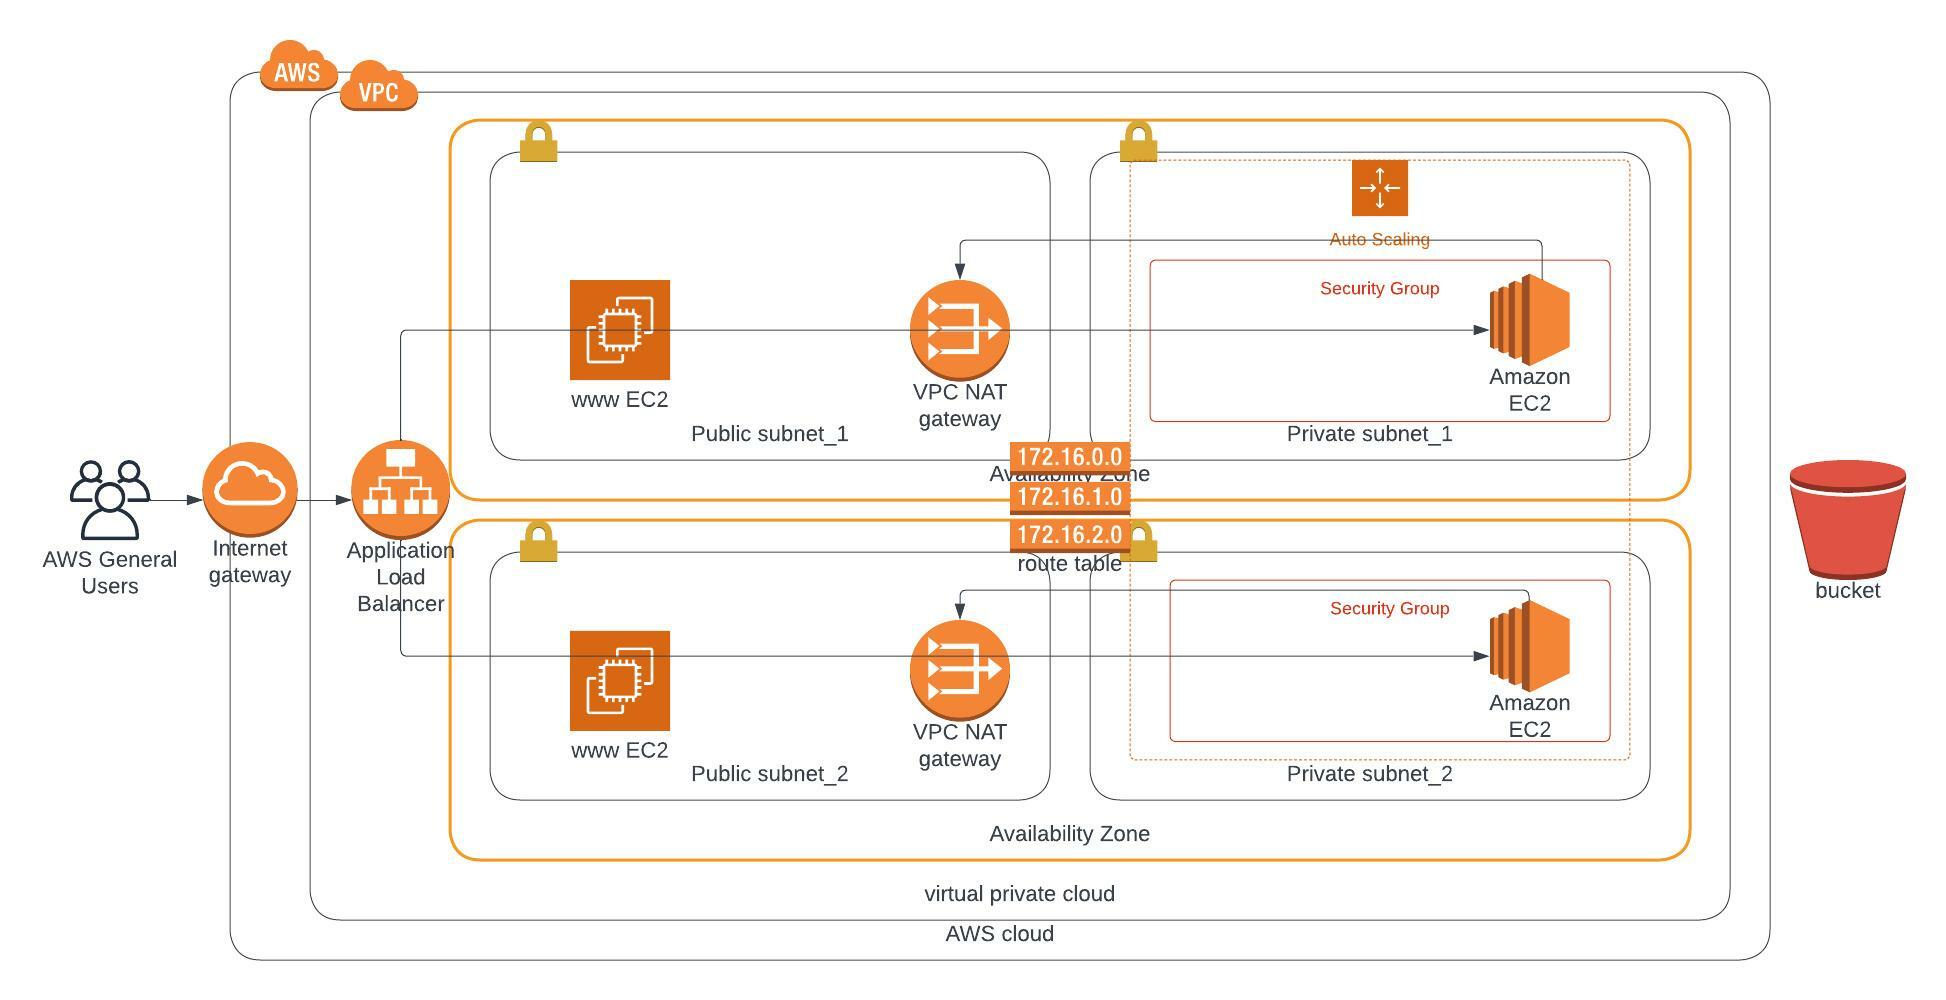 AWS
VPC
Auto Scaling
Security Group
www EC2
VPC NAT
gateway
Amazon
EC2
Public subnet_1
Private subnet_1
172.16.0.0
Availability Zone
172.16.1.0
172.16.2.0
route table
AWS General
Users
Internet
gateway
Application
Load
Balancer
bucket
Security Group
www EC2
VPC NAT
gateway
Amazon
EC2
Public subnet_2
Private subnet_2
Availability Zone
virtual private cloud
AWS cloud